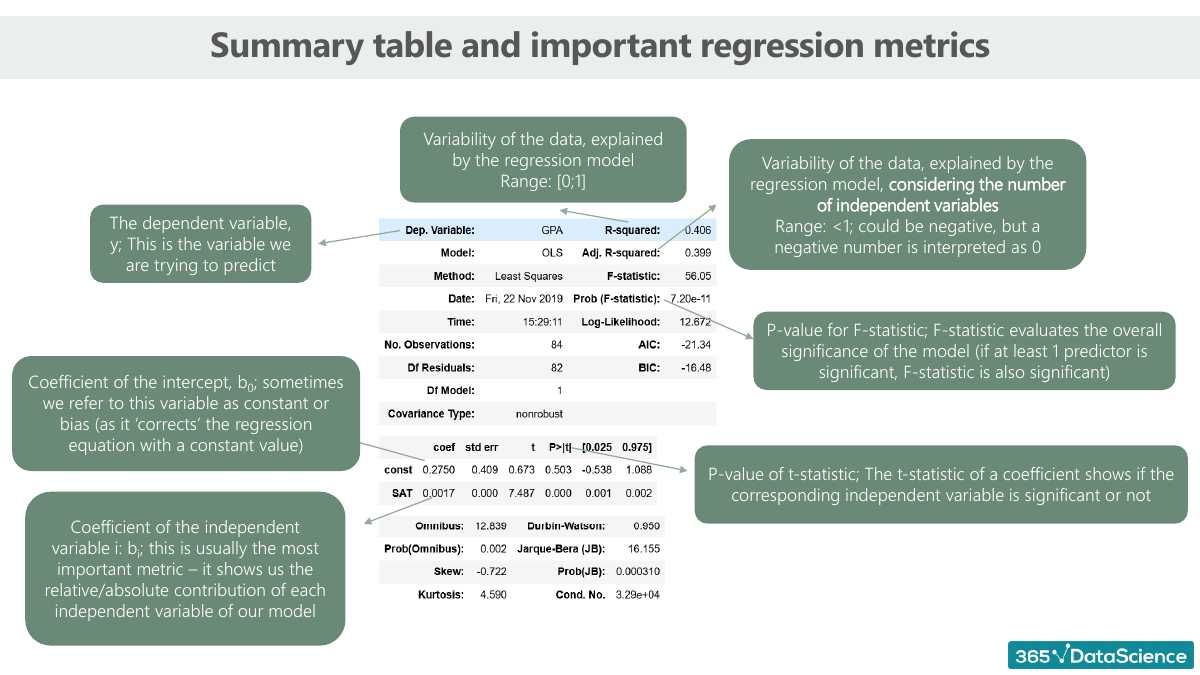 Summary table and important regression metrics
Variability of the data, explained
by the regression model
Range: [0;1]
Variability of the data, explained by the
regression model, considering the number
of independent variables
Range: <1; could be negative, but a
negative number is interpreted as 0
The dependent variable,
y; This is the variable we
are trying to predict
Dep. Variable: GPA R-squared: 0.406
Model: OLS Adj. R-squared: 0.399
Method: Least Squares F-statistic: 56.05
Date: Fri, 22 Nov 2019 Prob (F-statistic): 7.20e-11
Time: 15:29:11 Log-Likelihood: 12.672
No. Observations: 84 AIC: -21.34
Df Residuals: 82 BIC: -16.48
Df Model: 1
Covariance Type: nonrobust
P-value for F-statistic; F-statistic evaluates the overall
significance of the model (if at least 1 predictor is
significant, F-statistic is also significant)
Coefficient of the intercept, b0; sometimes
we refer to this variable as constant or
bias (as it ‘corrects’ the regression
equation with a constant value)
coef std err t P>|t| [0.025 0.975]
const 0.2750 0.409 0.673 0.503 -0.538 1.088
SAT 0.0017 0.000 7.487 0.000 0.001 0.002
P-value of t-statistic; The t-statistic of a coefficient shows if the
corresponding independent variable is significant or not
Coefficient of the independent
variable i: bi; this is usually the most
important metric – it shows us the
relative/absolute contribution of each
independent variable of our model
Omnibus: 12.839 Durbin-Watson: 0.950
Prob(Omnibus): 0.002 Jarque-Bera (JB): 16.155
Skew: -0.722 Prob(JB): 0.000310
Kurtosis: 4.590 Cond. No. 3.29e+04
365 DataScience